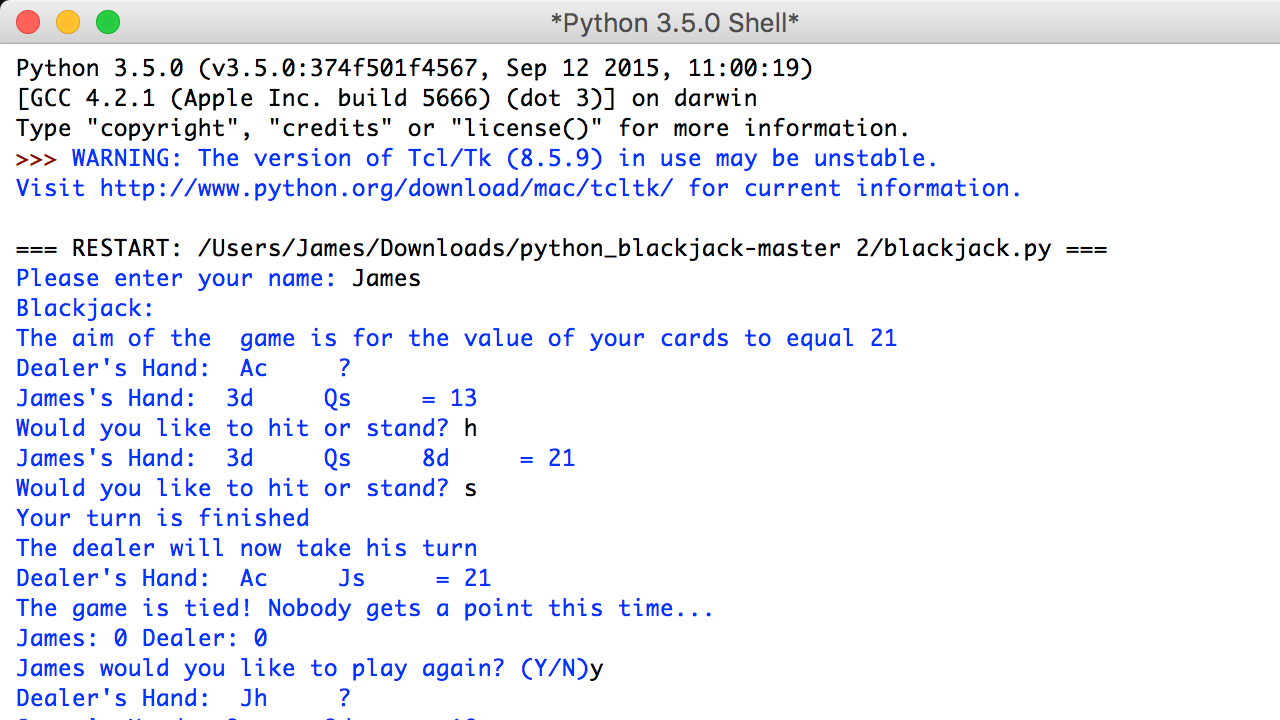 *Python 3.5.0 Shell*
Python 3.5.0 (v3.5.0:374f501f4567, Sep 12 2015, 11:00:19)
[GCC 4.2.1 (Apple Inc. build 5666) (dot 3)] on darwin
Type "copyright", "credits" or "license()" for more information.
>>> WARNING: The version of Tcl/Tk (8.5.9) in use may be unstable.
Visit http://www.python.org/download/mac/tcltk/ for current information.
=== RESTART: /Users/James/Downloads/python_blackjack-master 2/blackjack.py ===
Please enter your name: James
Blackjack:
The aim of the  game is for the value of your cards to equal 21
Dealer's Hand:  Ac     ?
James's Hand:  3d     Qs     = 13
Would you like to hit or stand? h
James's Hand:  3d     Qs     8d     = 21
Would you like to hit or stand? s
Your turn is finished
The dealer will now take his turn
Dealer's Hand:  Ac     Js     = 21
The game is tied! Nobody gets a point this time...
James: 0 Dealer: 0
James would you like to play again? (Y/N)y
Dealer's Hand:  Jh     ?